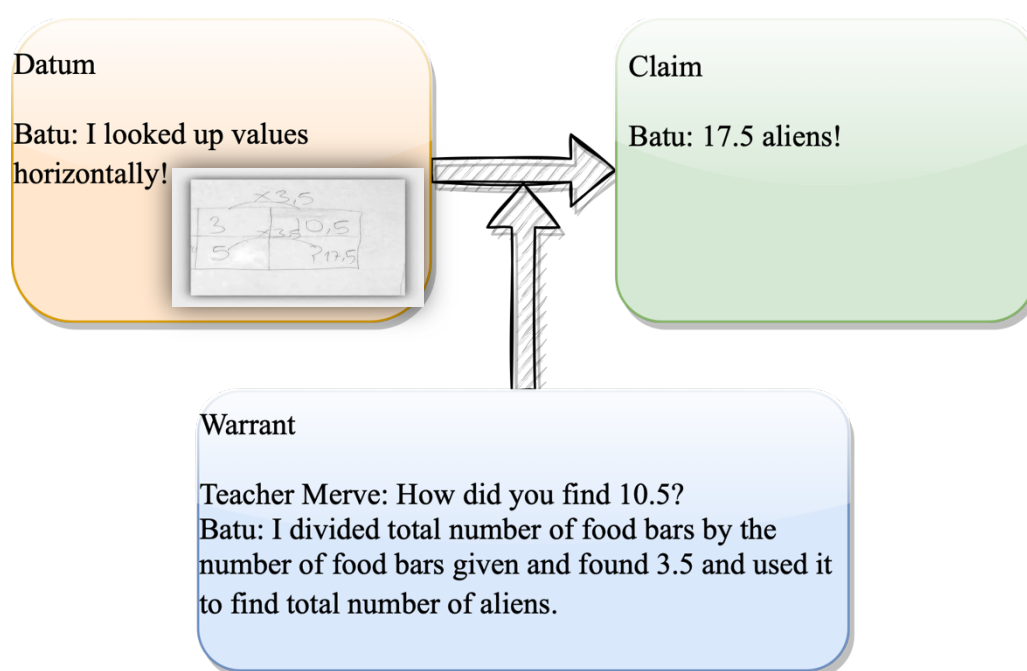 Datum
Batu: I looked up values
horizontally!
x3,5
3 10,5
x3,5
5 ?17,5
Claim
Batu: 17.5 aliens!
Warrant
Teacher Merve: How did you find 10.5?
Batu: I divided total number of food bars by the
number of food bars given and found 3.5 and used it
to find total number of aliens.